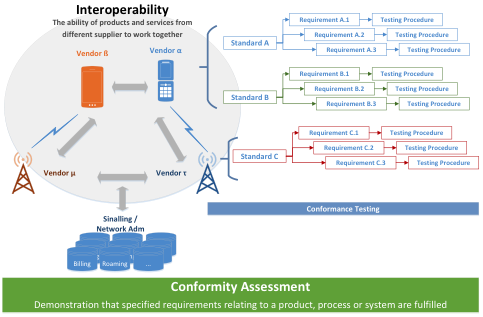 Interoperability
The ability of products and services from
different supplier to work together
Vendor ß
Vendor α
Vendor μ
Vendor τ
Sinalling /
Network Adm
Billing
Roaming
...
Standard A
Requirement A.1
Testing Procedure
Requirement A.2
Testing Procedure
Requirement A.3
Testing Procedure
Standard B
Requirement B.1
Testing Procedure
Requirement B.2
Testing Procedure
Requirement B.3
Testing Procedure
Standard C
Requirement C.1
Testing Procedure
Requirement C.2
Testing Procedure
Requirement C.3
Testing Procedure
Conformance Testing
Conformity Assessment
Demonstration that specified requirements relating to a product, process or system are fulfilled